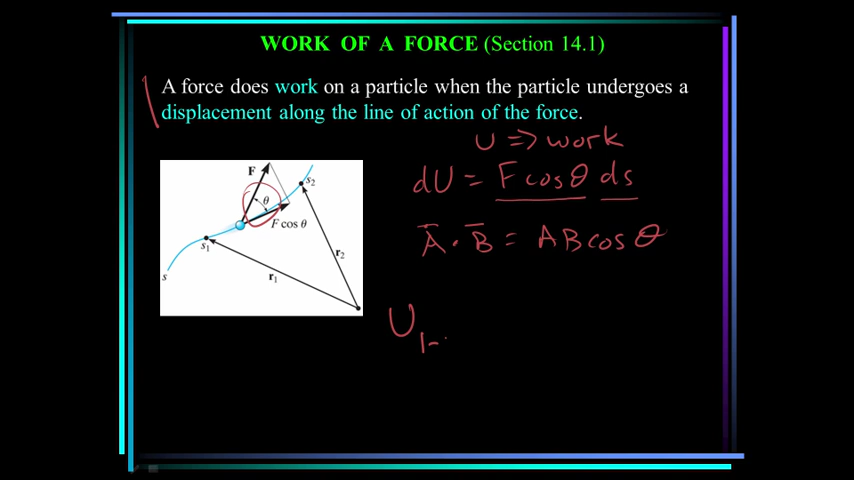 WORK OF A FORCE (Section 14.1)
A force does work on a particle when the particle undergoes a
displacement along the line of action of the force.
U => work
dU = F cos θ ds
A̅ · B̅ = AB cos θ
F
θ
s₂
F cos θ
s₁
r₂
s
r₁
U₁₋